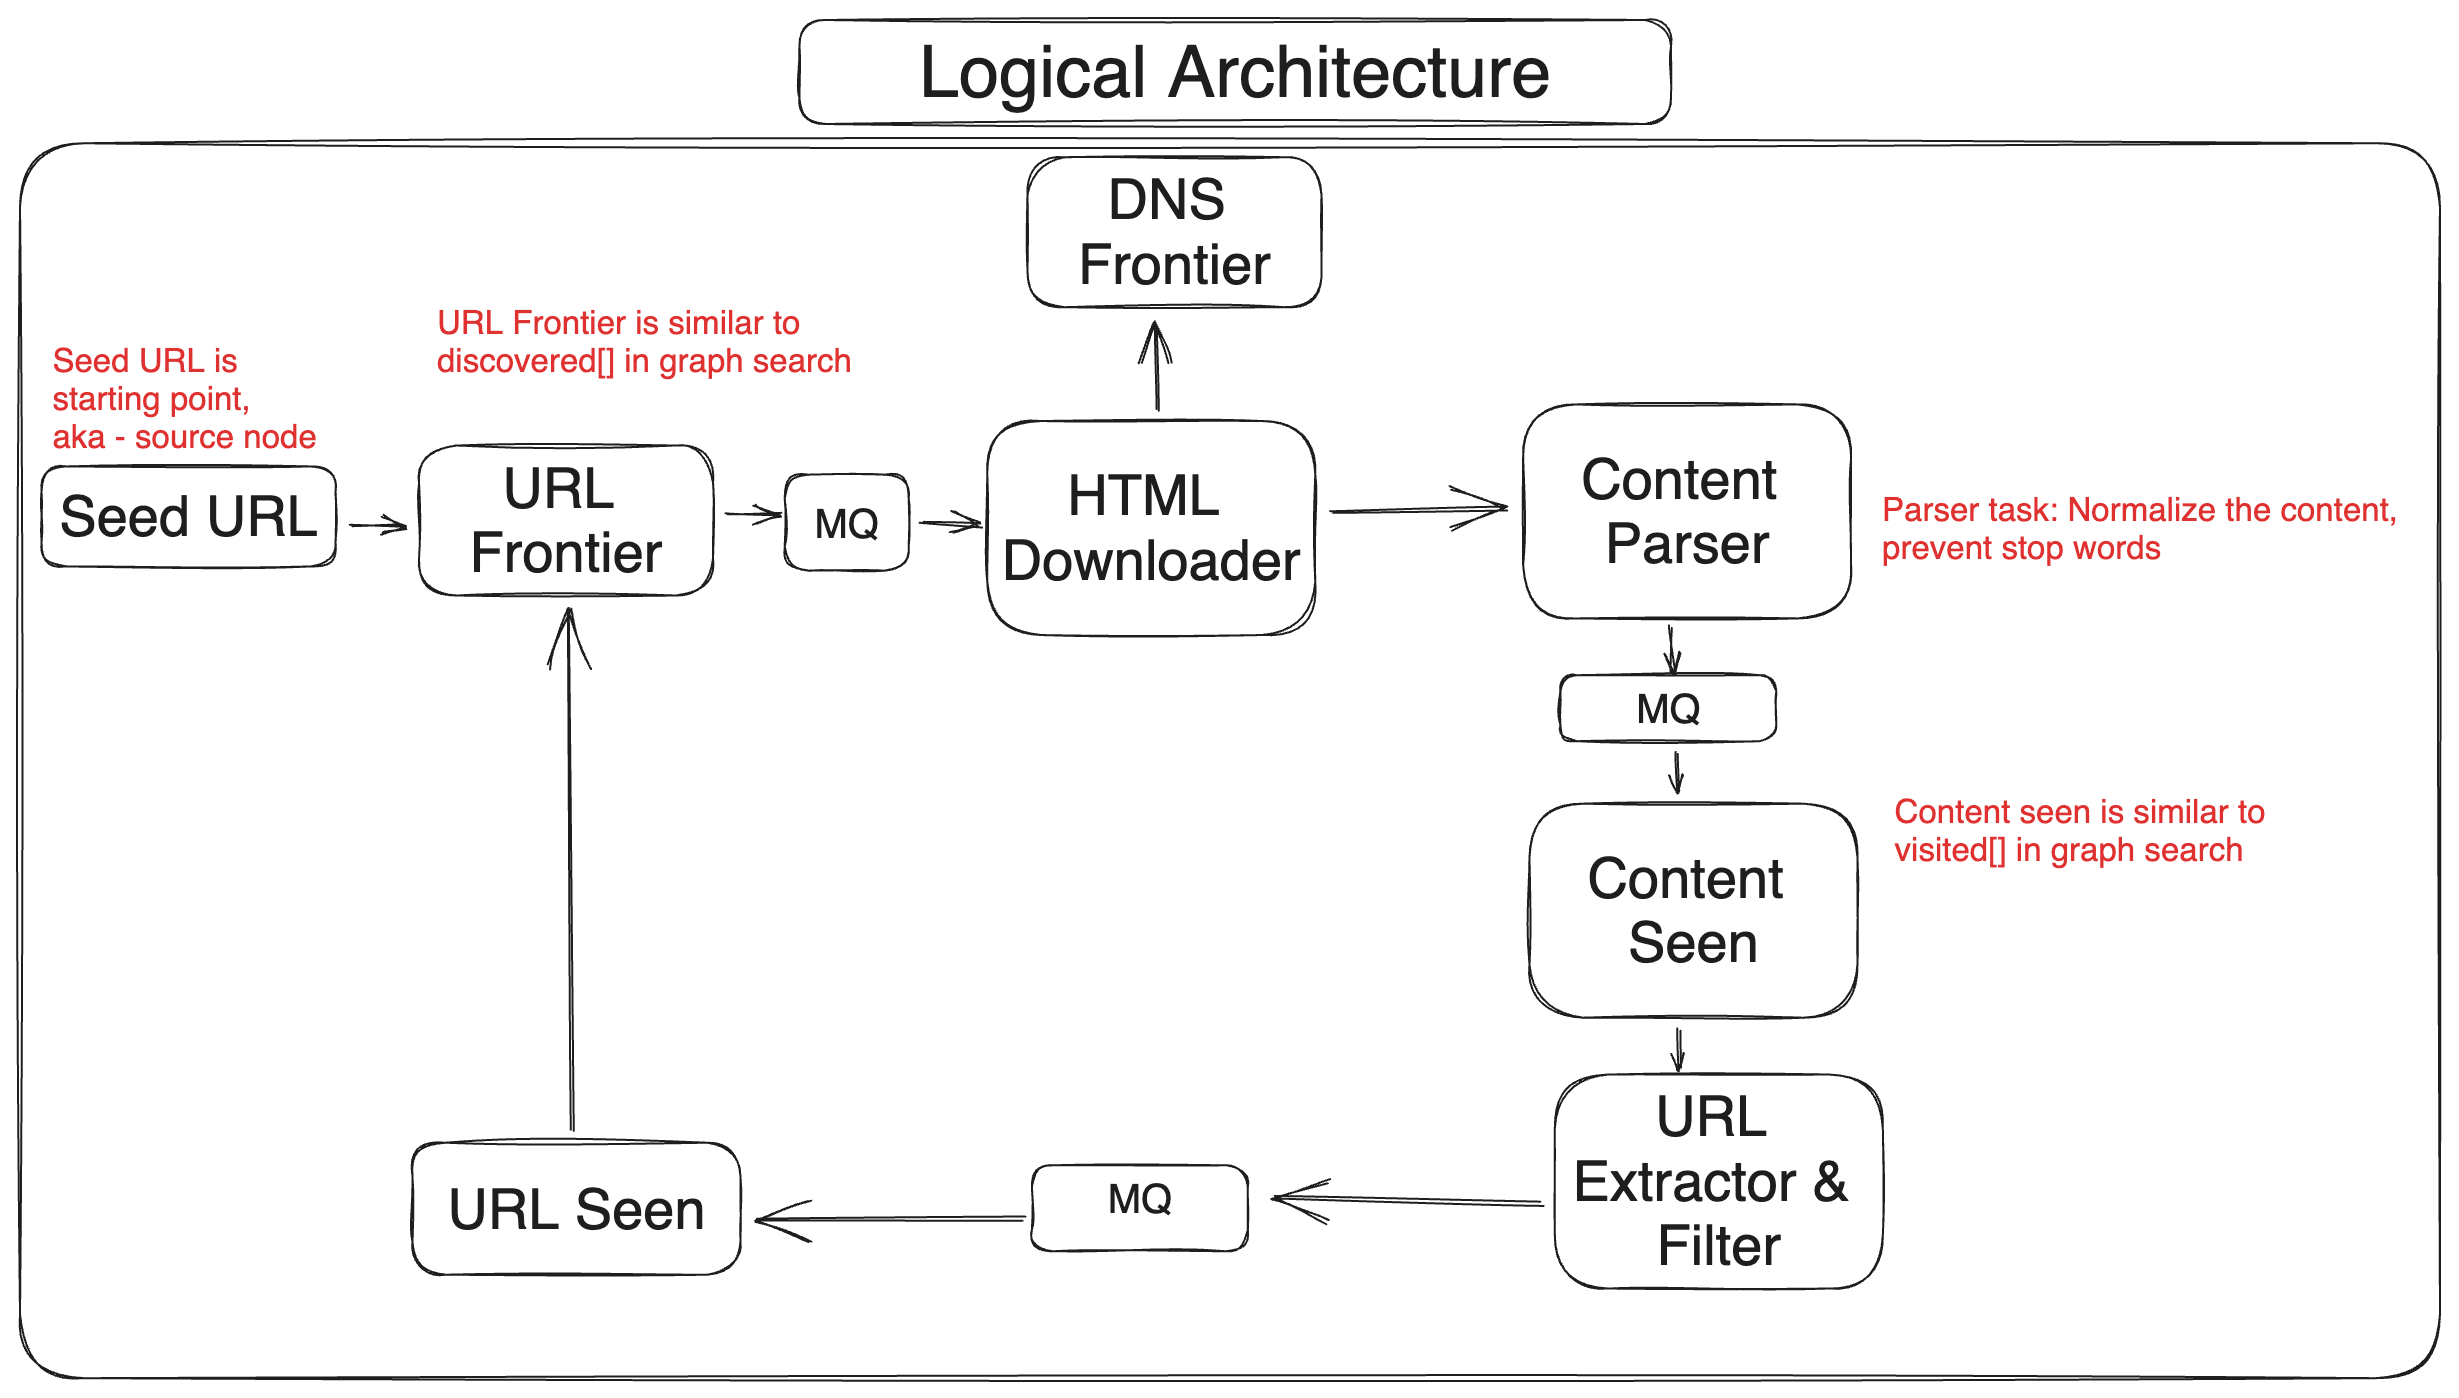 Logical Architecture
DNS
Frontier
URL Frontier is similar to
discovered[] in graph search
Seed URL is
starting point,
aka - source node
Seed URL
URL
Frontier
MQ
HTML
Downloader
Content
Parser
Parser task: Normalize the content,
prevent stop words
MQ
Content
Seen
Content seen is similar to
visited[] in graph search
URL
Extractor &
Filter
MQ
URL Seen